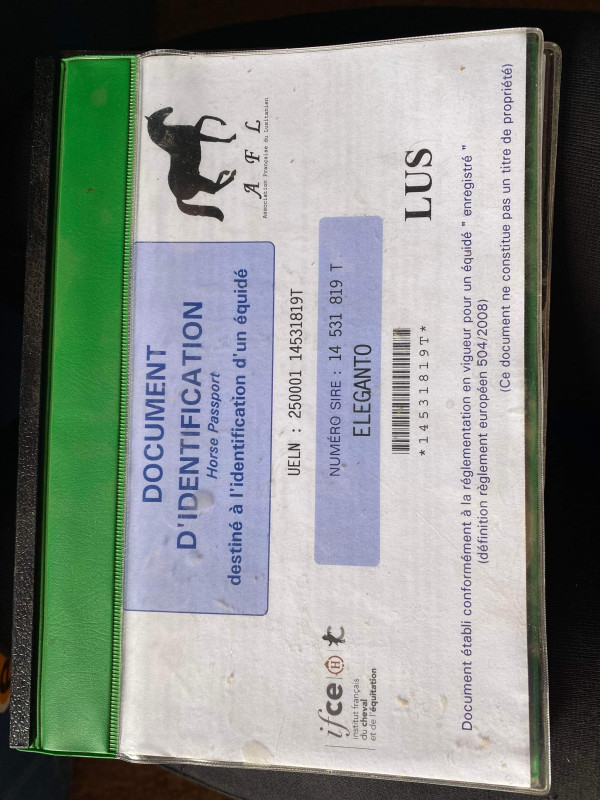 A F L
Association Française du Lusitanien
DOCUMENT
D'IDENTIFICATION
Horse Passport
destiné à l'identification d'un équidé
UELN : 250001 14531819T
NUMÉRO SIRE : 14 531 819 T
ELEGANTO
*14531819T*
LUS
ifce
institut français
du cheval
et de l'équitation
Document établi conformément à la réglementation en vigueur pour un équidé " enregistré "
(définition règlement européen 504/2008)
(Ce document ne constitue pas un titre de propriété)